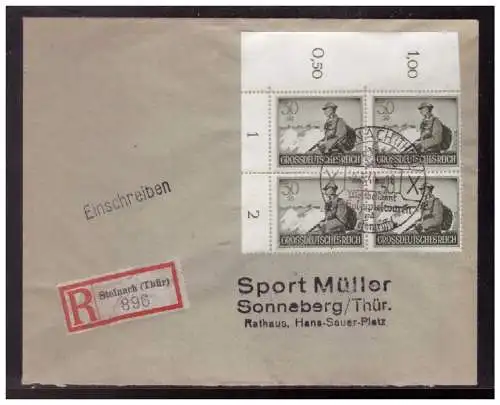 0,50
1,00
1
2
30
30
GROSSDEUTSCHES REICH
GROSSDEUTSCHES REICH
30
30
GROSSDEUTSCHES REICH
GROSSDEUTSCHES REICH
Einschreiben
R
Steinach (Thür)
896
Sport Müller
Sonneberg/Thür.
Rathaus, Hans-Sauer-Platz